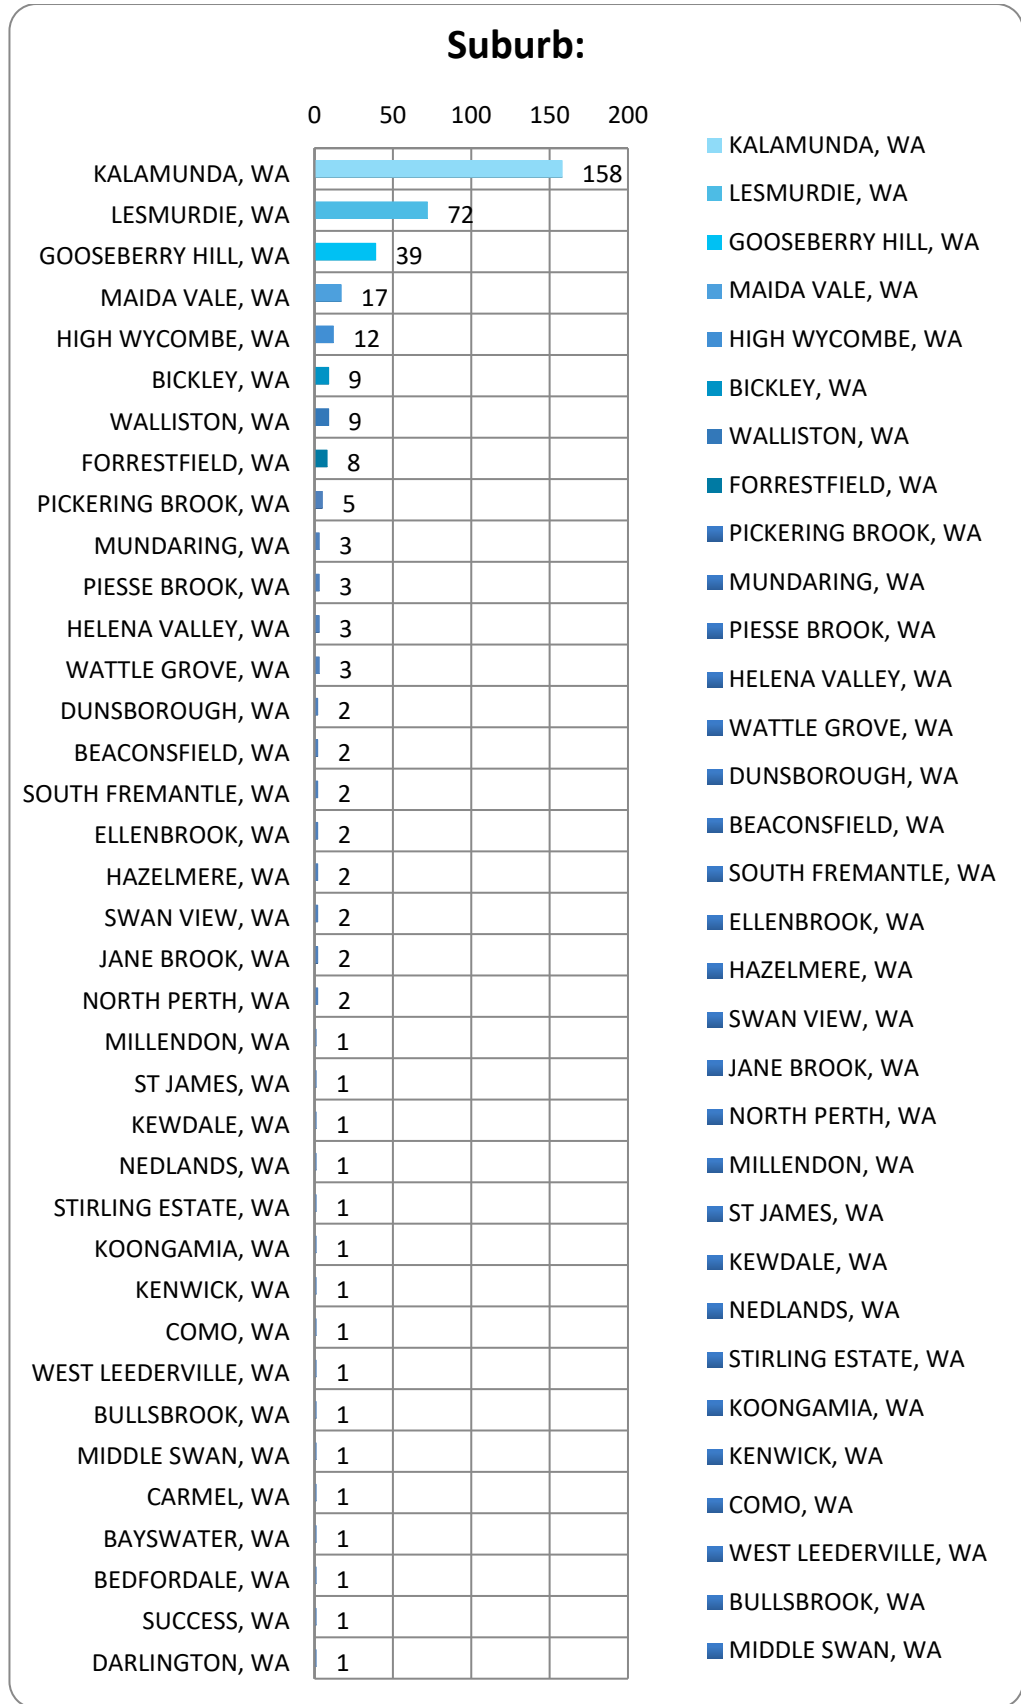 Suburb:
0 50 100 150 200
KALAMUNDA, WA 158
LESMURDIE, WA 72
GOOSEBERRY HILL, WA 39
MAIDA VALE, WA 17
HIGH WYCOMBE, WA 12
BICKLEY, WA 9
WALLISTON, WA 9
FORRESTFIELD, WA 8
PICKERING BROOK, WA 5
MUNDARING, WA 3
PIESSE BROOK, WA 3
HELENA VALLEY, WA 3
WATTLE GROVE, WA 3
DUNSBOROUGH, WA 2
BEACONSFIELD, WA 2
SOUTH FREMANTLE, WA 2
ELLENBROOK, WA 2
HAZELMERE, WA 2
SWAN VIEW, WA 2
JANE BROOK, WA 2
NORTH PERTH, WA 2
MILLENDON, WA 1
ST JAMES, WA 1
KEWDALE, WA 1
NEDLANDS, WA 1
STIRLING ESTATE, WA 1
KOONGAMIA, WA 1
KENWICK, WA 1
COMO, WA 1
WEST LEEDERVILLE, WA 1
BULLSBROOK, WA 1
MIDDLE SWAN, WA 1
CARMEL, WA 1
BAYSWATER, WA 1
BEDFORDALE, WA 1
SUCCESS, WA 1
DARLINGTON, WA 1
KALAMUNDA, WA
LESMURDIE, WA
GOOSEBERRY HILL, WA
MAIDA VALE, WA
HIGH WYCOMBE, WA
BICKLEY, WA
WALLISTON, WA
FORRESTFIELD, WA
PICKERING BROOK, WA
MUNDARING, WA
PIESSE BROOK, WA
HELENA VALLEY, WA
WATTLE GROVE, WA
DUNSBOROUGH, WA
BEACONSFIELD, WA
SOUTH FREMANTLE, WA
ELLENBROOK, WA
HAZELMERE, WA
SWAN VIEW, WA
JANE BROOK, WA
NORTH PERTH, WA
MILLENDON, WA
ST JAMES, WA
KEWDALE, WA
NEDLANDS, WA
STIRLING ESTATE, WA
KOONGAMIA, WA
KENWICK, WA
COMO, WA
WEST LEEDERVILLE, WA
BULLSBROOK, WA
MIDDLE SWAN, WA